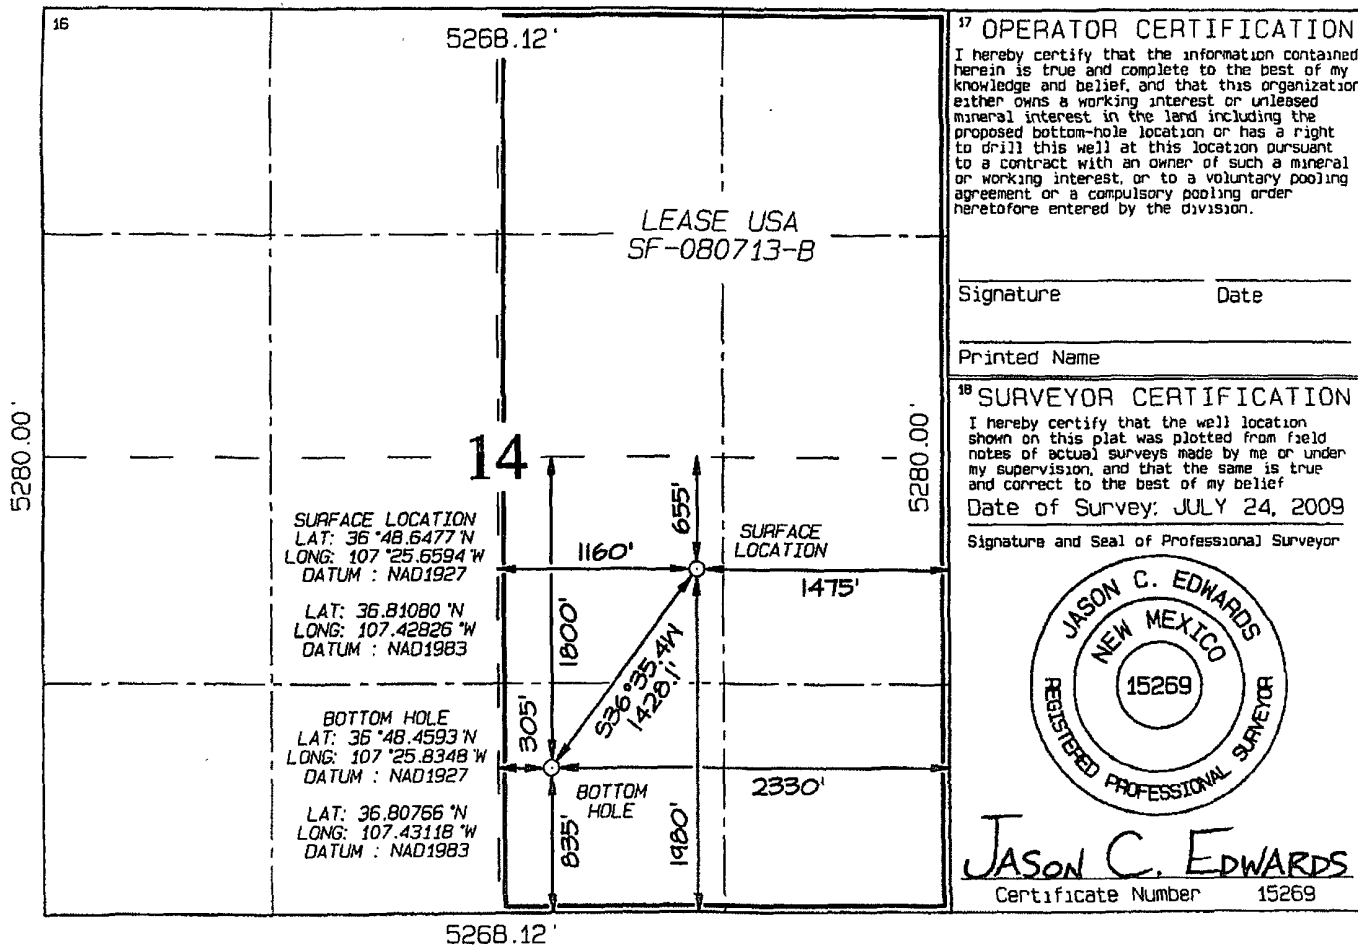 16
5268.12'
LEASE USA
SF-080713-B
5280.00'
5280.00'
14
655'
SURFACE LOCATION
LAT: 36°48.6477'N
LONG: 107°25.6594'W
DATUM : NAD1927
LAT: 36.81080 °N
LONG: 107.42826 °W
DATUM : NAD1983
1160'
SURFACE
LOCATION
1475'
1800'
S36°35.4W
1428.1'
BOTTOM HOLE
LAT: 36°48.4593'N
LONG: 107°25.8348'W
DATUM : NAD1927
LAT: 36.80766 °N
LONG: 107.43118 °W
DATUM : NAD1983
305'
BOTTOM
HOLE
2330'
835'
1980'
5268.12'
17 OPERATOR CERTIFICATION
I hereby certify that the information contained
herein is true and complete to the best of my
knowledge and belief, and that this organization
either owns a working interest or unleased
mineral interest in the land including the
proposed bottom-hole location or has a right
to drill this well at this location pursuant
to a contract with an owner of such a mineral
or working interest, or to a voluntary pooling
agreement or a compulsory pooling order
heretofore entered by the division.
Signature Date
Printed Name
18 SURVEYOR CERTIFICATION
I hereby certify that the well location
shown on this plat was plotted from field
notes of actual surveys made by me or under
my supervision, and that the same is true
and correct to the best of my belief
Date of Survey: JULY 24, 2009
Signature and Seal of Professional Surveyor
JASON C. EDWARDS
NEW MEXICO
15269
REGISTERED PROFESSIONAL SURVEYOR
JASON C. EDWARDS
Certificate Number 15269